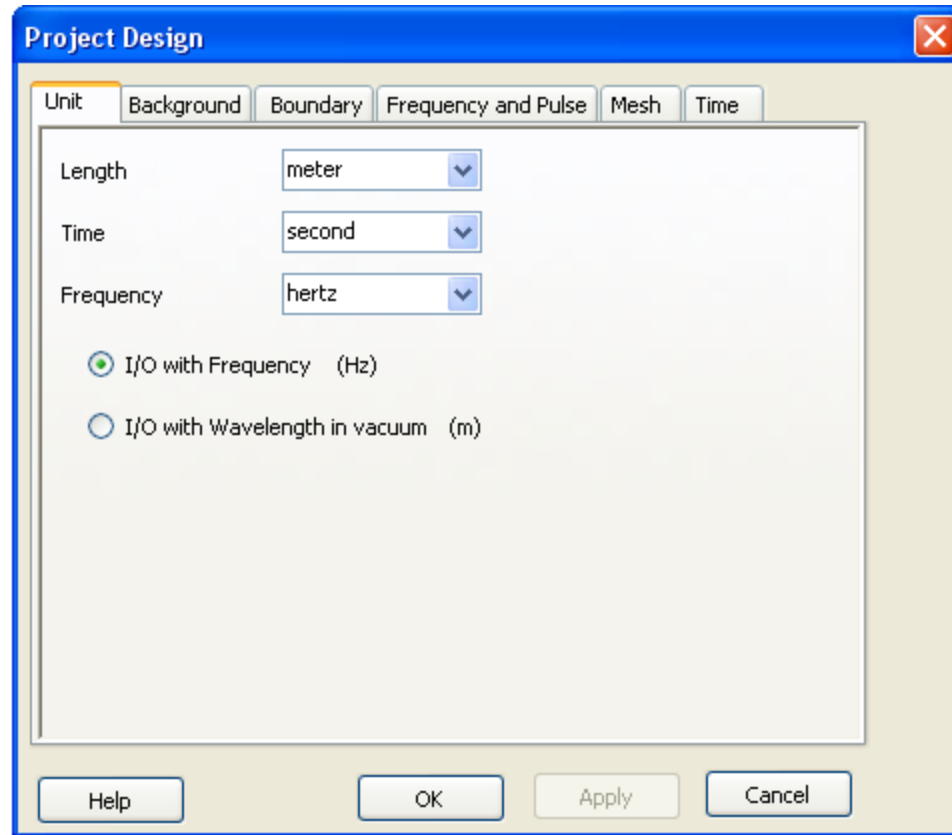 Project Design
Unit Background Boundary Frequency and Pulse Mesh Time
Length meter
Time second
Frequency hertz
I/O with Frequency (Hz)
I/O with Wavelength in vacuum (m)
Help OK Apply Cancel